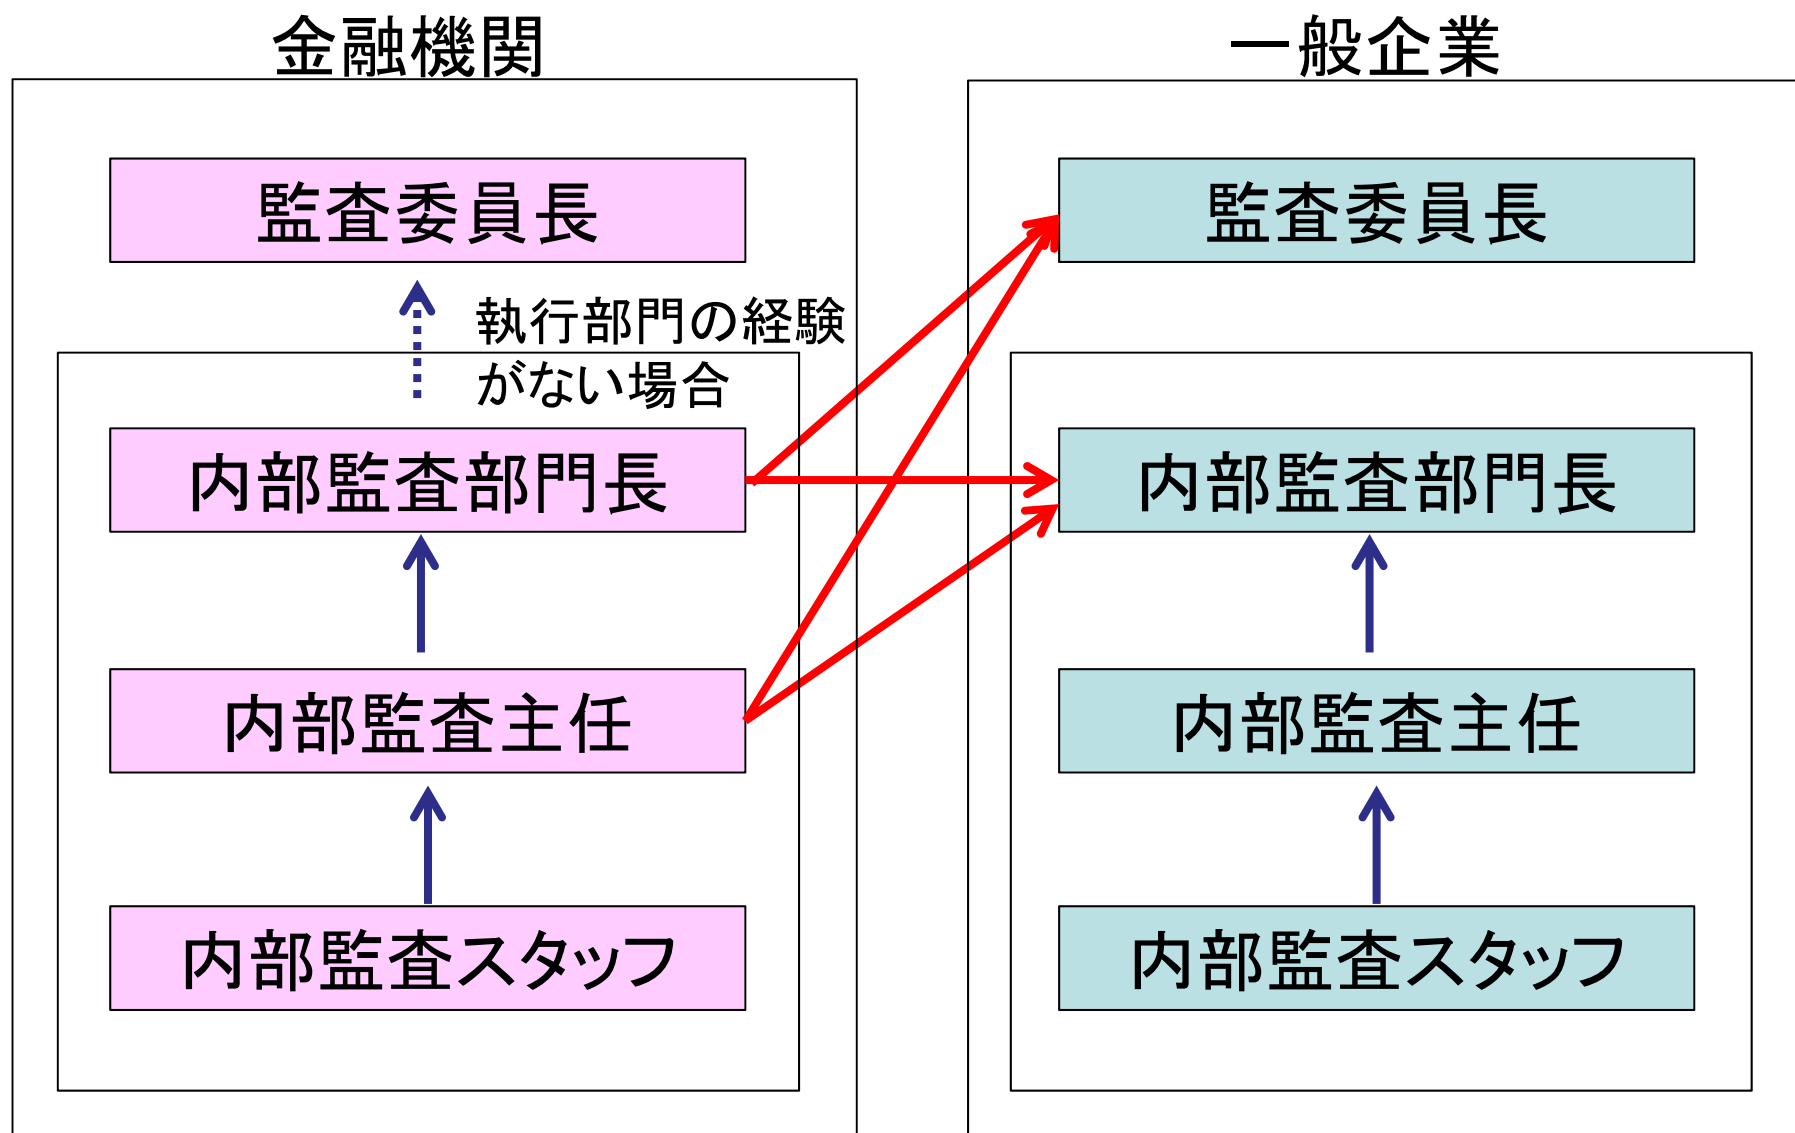 金融機関
監査委員長
執行部門の経験
がない場合
内部監査部門長
内部監査主任
内部監査スタッフ
一般企業
監査委員長
内部監査部門長
内部監査主任
内部監査スタッフ